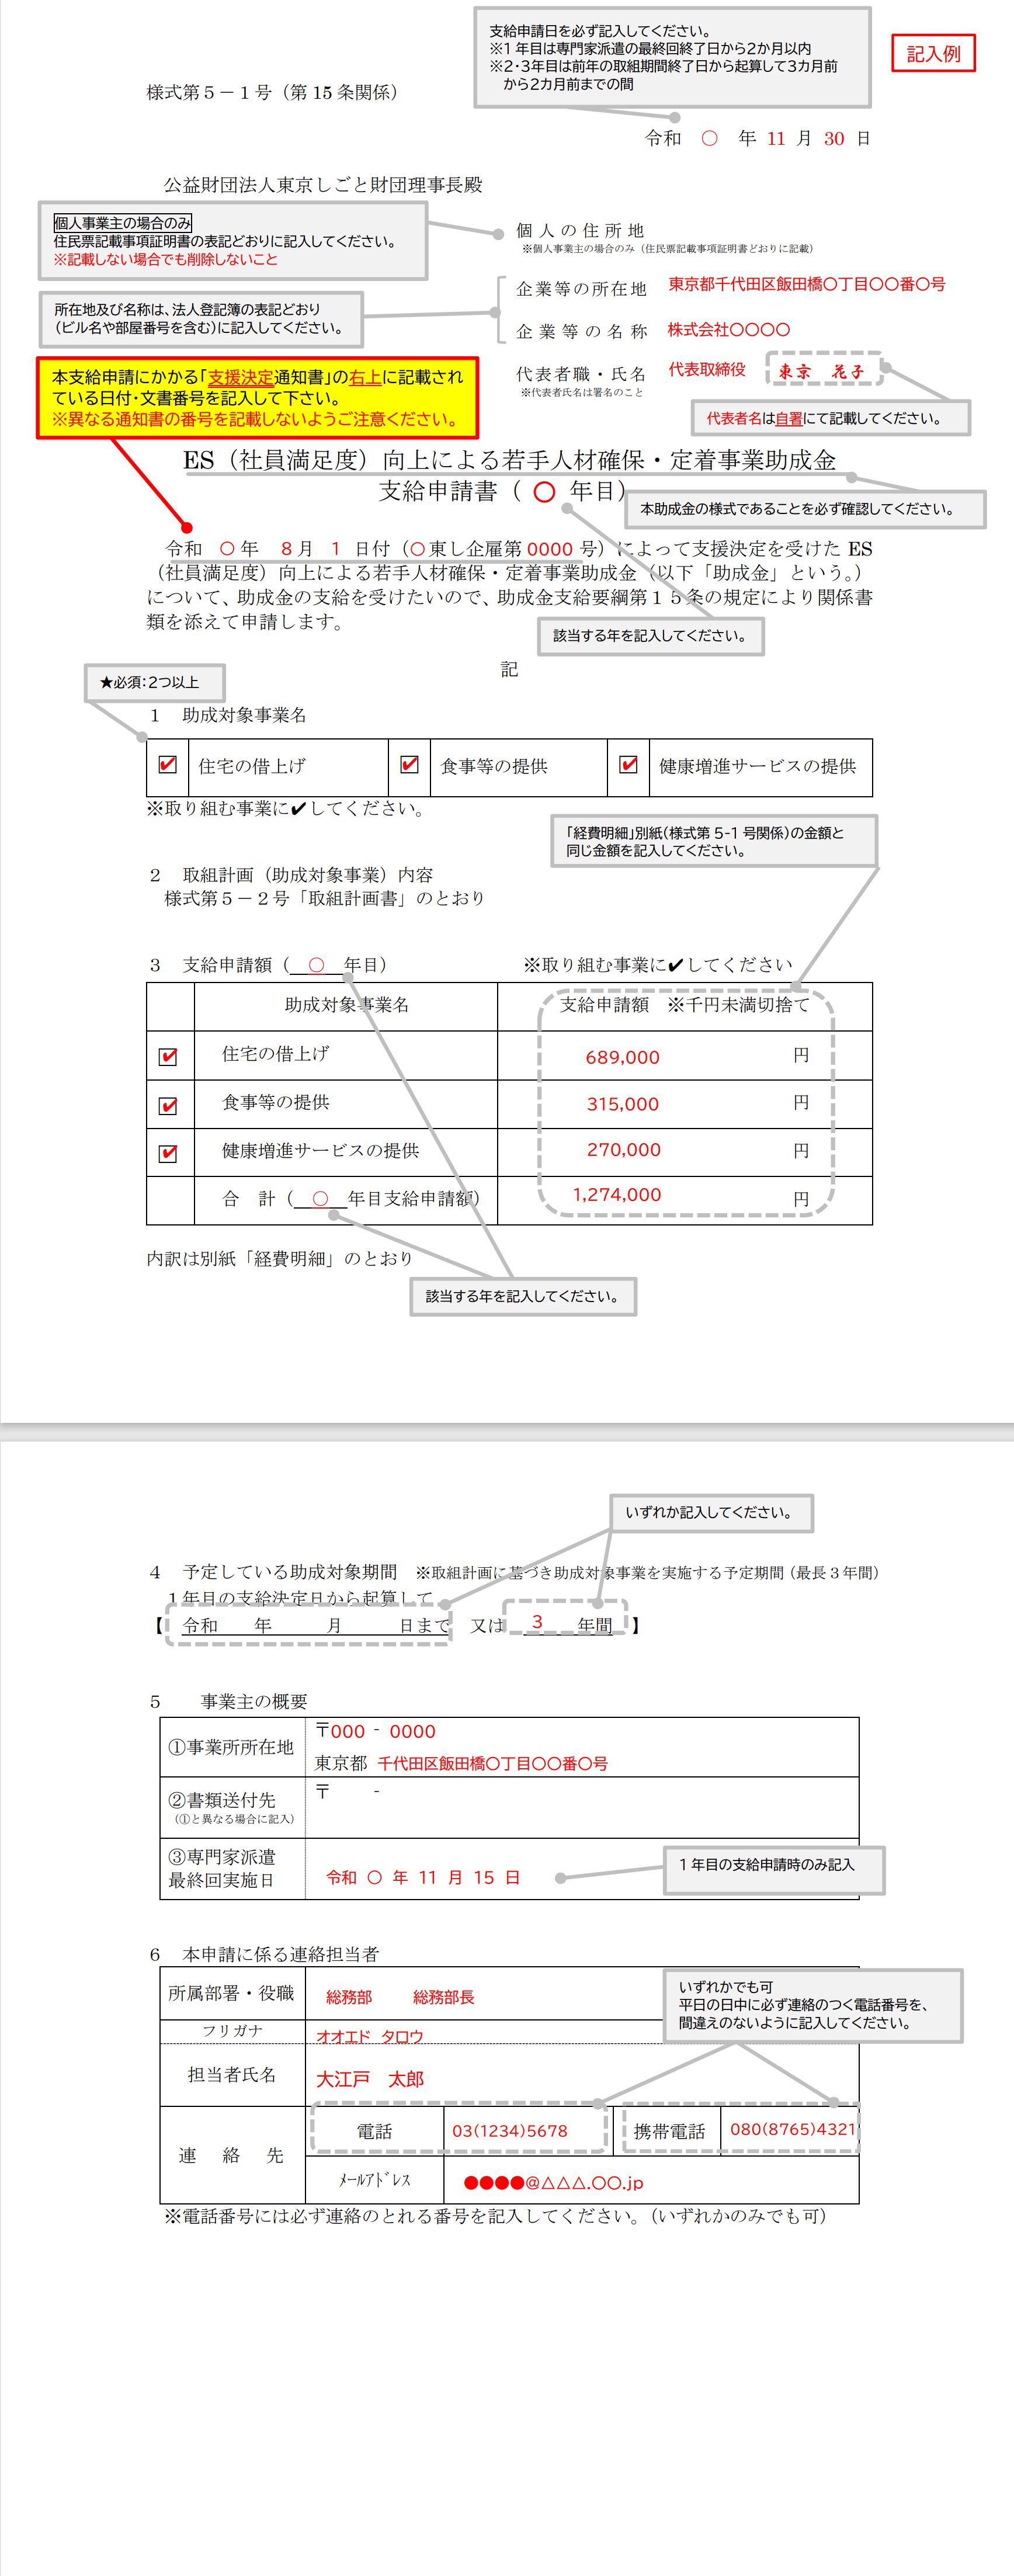 支給申請日を必ず記入してください。
※1年目は専門家派遣の最終回終了日から2か月以内
※2・3年目は前年の取組期間終了日から起算して3カ月前
から2カ月前までの間
記入例
様式第５－１号（第15条関係）
令和　〇　年 11 月 30 日
公益財団法人東京しごと財団理事長殿
個人事業主の場合のみ
住民票記載事項証明書の表記どおりに記入してください。
※記載しない場合でも削除しないこと
個人の住所地
※個人事業主の場合のみ（住民票記載事項証明書どおりに記載）
所在地及び名称は、法人登記簿の表記どおり
（ビル名や部屋番号を含む）に記入してください。
企業等の所在地　東京都千代田区飯田橋〇丁目〇〇番〇号
企業等の名称　株式会社〇〇〇〇
代表者職・氏名　代表取締役　東京　花子
※代表者氏名は署名のこと
代表者名は自署にて記載してください。
本支給申請にかかる「支援決定通知書」の右上に記載され
ている日付・文書番号を記入して下さい。
※異なる通知書の番号を記載しないようご注意ください。
ES（社員満足度）向上による若手人材確保・定着事業助成金
支給申請書（ 〇 年目）
本助成金の様式であることを必ず確認してください。
令和　〇 年　8 月　1 日付（〇東し企雇第 0000 号）によって支援決定を受けた ES
（社員満足度）向上による若手人材確保・定着事業助成金（以下「助成金」という。）
について、助成金の支給を受けたいので、助成金支給要綱第１５条の規定により関係書
類を添えて申請します。
該当する年を記入してください。
記
★必須：2つ以上
１　助成対象事業名
✔ 住宅の借上げ ✔ 食事等の提供 ✔ 健康増進サービスの提供
※取り組む事業に✔してください。
「経費明細」別紙（様式第 5-1 号関係）の金額と
同じ金額を記入してください。
２　取組計画（助成対象事業）内容
様式第５－２号「取組計画書」のとおり
３　支給申請額（　〇　年目）　※取り組む事業に✔してください
助成対象事業名　支給申請額　※千円未満切捨て
✔ 住宅の借上げ 689,000 円
✔ 食事等の提供 315,000 円
✔ 健康増進サービスの提供 270,000 円
合　計（　〇　年目支給申請額） 1,274,000 円
内訳は別紙「経費明細」のとおり
該当する年を記入してください。
いずれか記入してください。
４　予定している助成対象期間　※取組計画に基づき助成対象事業を実施する予定期間（最長３年間）
１年目の支給決定日から起算して
【　令和　　年　　　月　　　日まで　又は　3　年間　】
５　　事業主の概要
①事業所所在地　〒000 - 0000
東京都 千代田区飯田橋〇丁目〇〇番〇号
②書類送付先　〒　　-
（①と異なる場合に記入）
③専門家派遣
最終回実施日　令和 〇 年 11 月 15 日
1年目の支給申請時のみ記入
６　本申請に係る連絡担当者
所属部署・役職　総務部　総務部長
いずれかでも可
平日の日中に必ず連絡のつく電話番号を、
間違えのないように記入してください。
フリガナ　オオエド　タロウ
担当者氏名　大江戸　太郎
連　絡　先　電話　03(1234)5678　携帯電話　080(8765)4321
ﾒｰﾙｱﾄﾞﾚｽ　●●●●@△△△.〇〇.jp
※電話番号には必ず連絡のとれる番号を記入してください。（いずれかのみでも可）